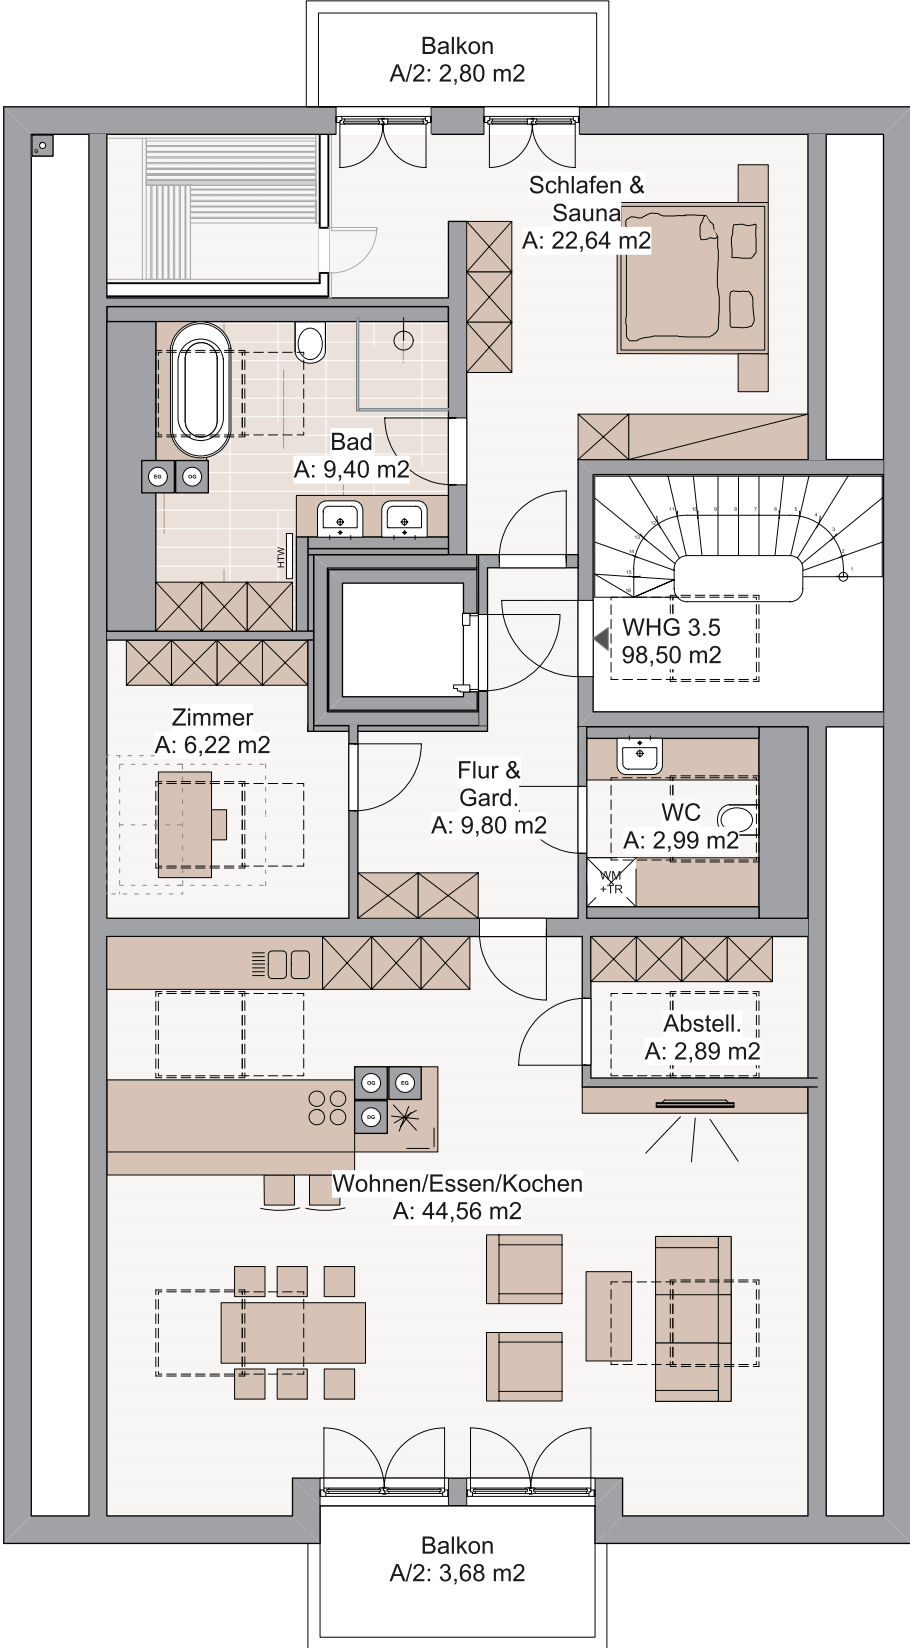 Balkon
A/2: 2,80 m2
Schlafen &
Sauna
A: 22,64 m2
Bad
A: 9,40 m2
EG
OG
HTW
WHG 3.5
98,50 m2
Zimmer
A: 6,22 m2
Flur &
Gard.
A: 9,80 m2
WC
A: 2,99 m2
WM
+TR
Abstell.
A: 2,89 m2
OG
EG
DG
Wohnen/Essen/Kochen
A: 44,56 m2
Balkon
A/2: 3,68 m2